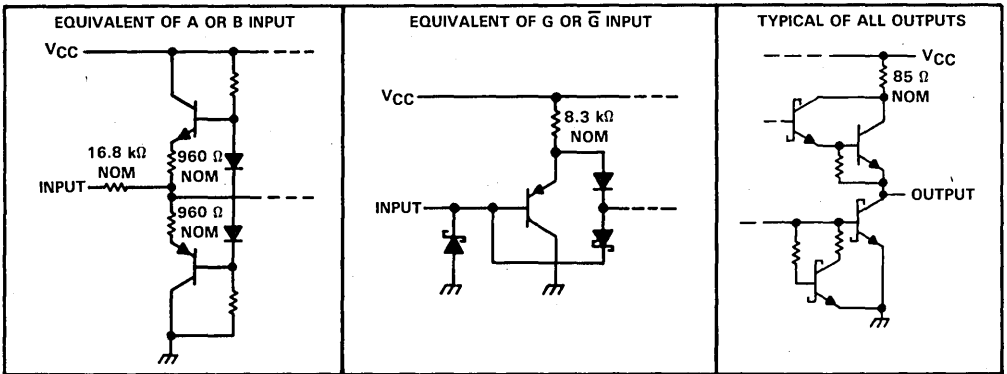 EQUIVALENT OF A OR B INPUT
VCC
16.8 kΩ
NOM
960 Ω
NOM
INPUT
960 Ω
NOM
EQUIVALENT OF G OR G̅ INPUT
VCC
8.3 kΩ
NOM
INPUT
TYPICAL OF ALL OUTPUTS
VCC
85 Ω
NOM
OUTPUT